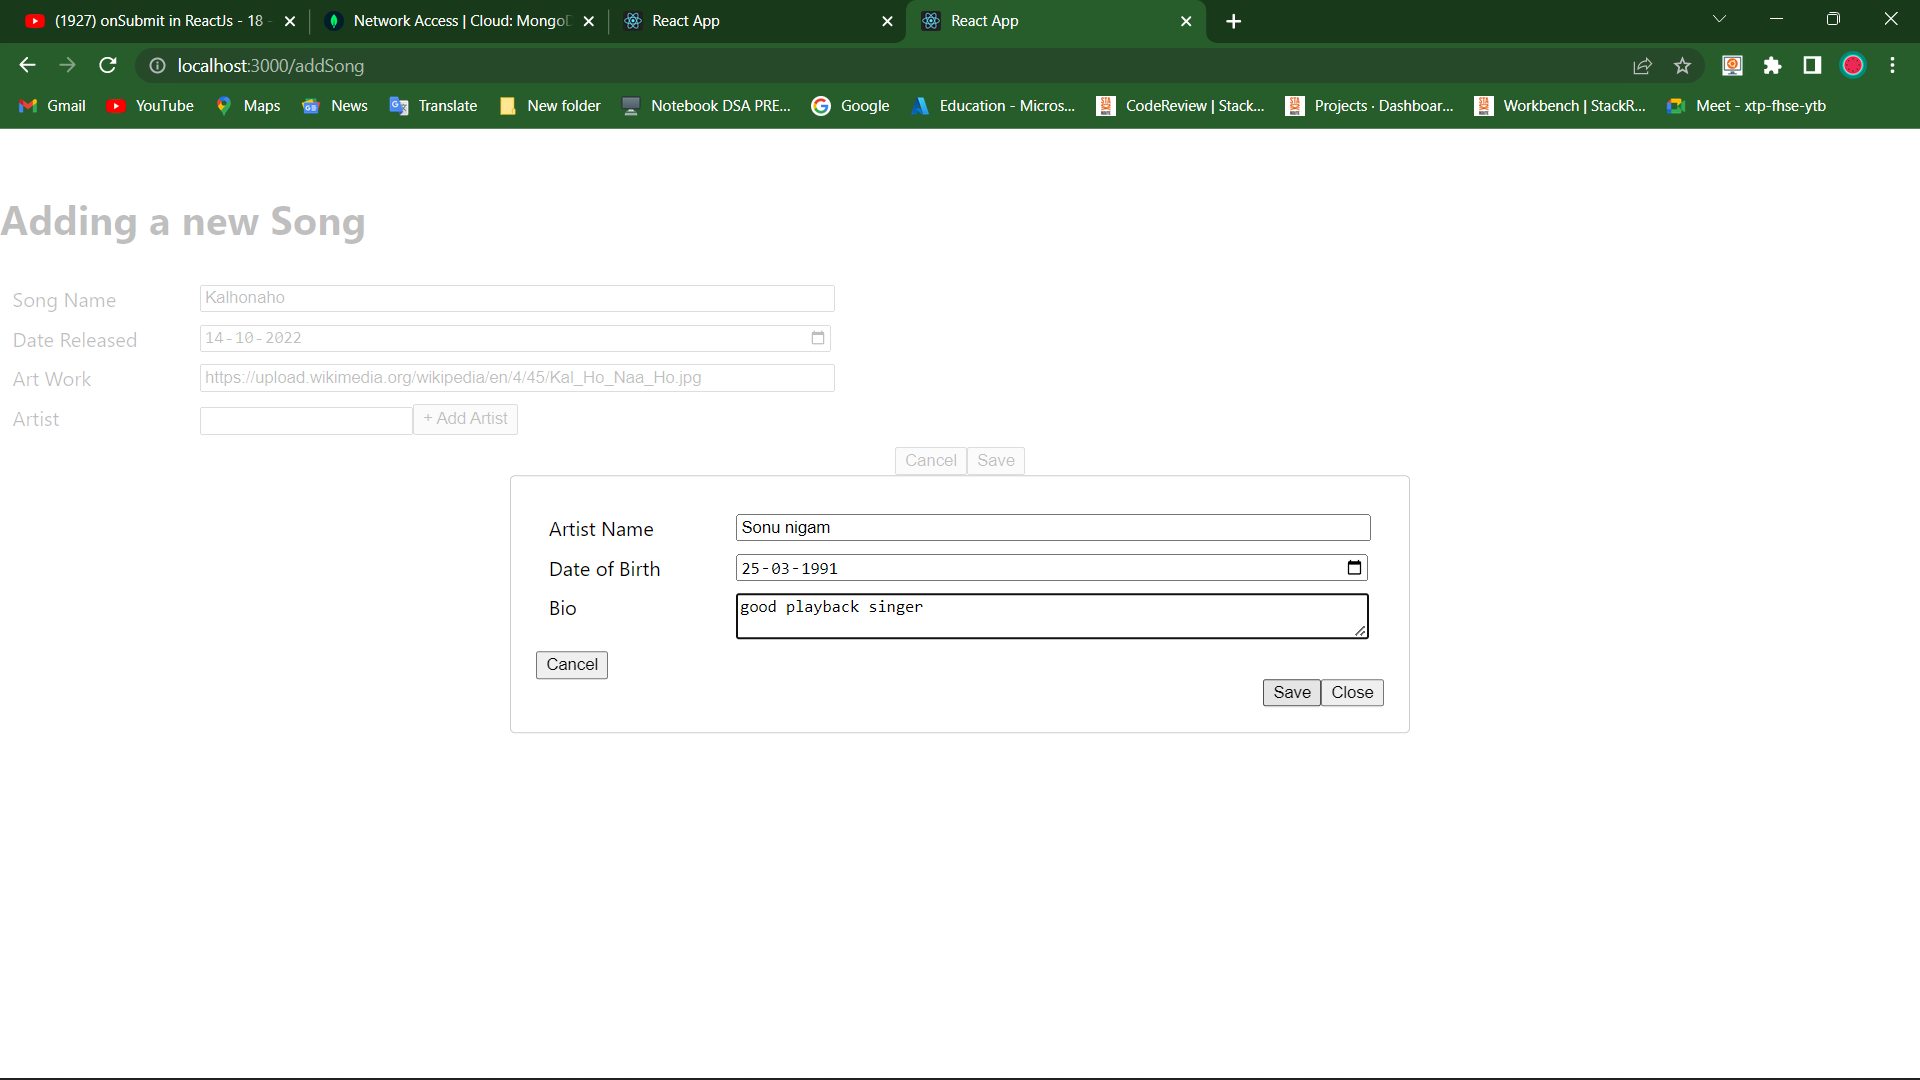 (1927) onSubmit in ReactJs - 18 -
Network Access | Cloud: MongoD
React App
React App
localhost:3000/addSong
Gmail
YouTube
Maps
News
Translate
New folder
Notebook DSA PRE...
Google
Education - Micros...
CodeReview | Stack...
Projects · Dashboar...
Workbench | StackR...
Meet - xtp-fhse-ytb
Adding a new Song
Song Name
Kalhonaho
Date Released
14-10-2022
Art Work
https://upload.wikimedia.org/wikipedia/en/4/45/Kal_Ho_Naa_Ho.jpg
Artist
+ Add Artist
Cancel
Save
Artist Name
Sonu nigam
Date of Birth
25-03-1991
Bio
good playback singer
Cancel
Save
Close